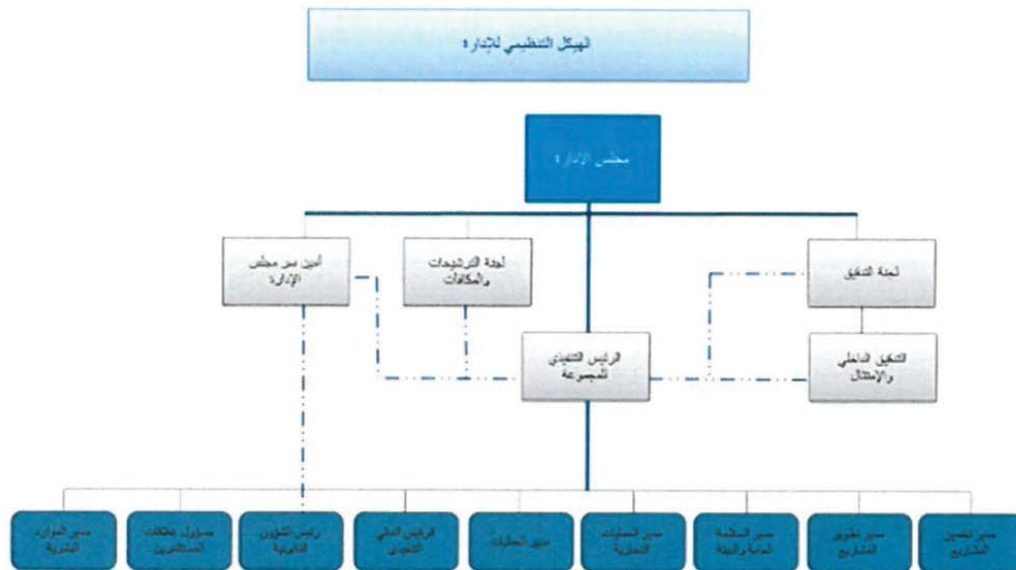 الهيكل التنظيمي للإدارة
مجلس الإدارة
لجنة التدقيق
لجنة الترشيحات
والمكافآت
أمين سر مجلس
الإدارة
التدقيق الداخلي
والإمتثال
الرئيس التنفيذي
للمجموعة
مدير تحسين
المشاريع
مدير تطوير
المشاريع
مدير السلامة
العامة والبيئة
مدير العمليات
التجارية
مدير العمليات
الرئيس المالي
التنفيذي
رئيس الشؤون
القانونية
مسؤول علاقات
المستثمرين
مدير الموارد
البشرية